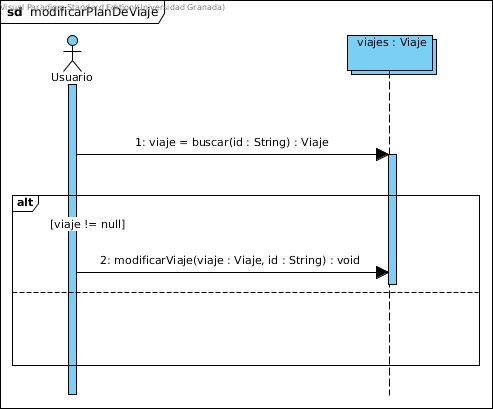 Visual Paradigm Standard Edition(Universidad Granada)
sd modificarPlanDeViaje
viajes : Viaje
Usuario
1: viaje = buscar(id : String) : Viaje
alt
[viaje != null]
2: modificarViaje(viaje : Viaje, id : String) : void